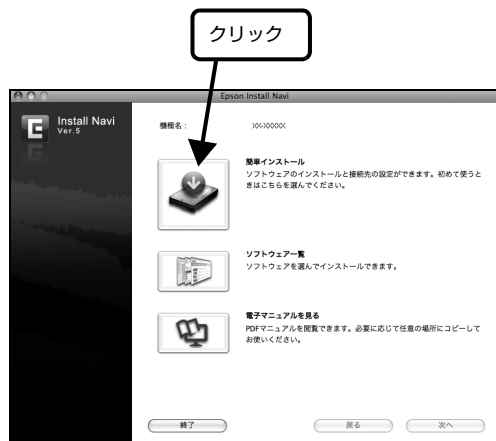 クリック
Epson Install Navi
Install Navi
Ver.5
機種名：
XX-XXXXX
簡単インストール
ソフトウェアのインストールと接続先の設定ができます。初めて使うと
きはこちらを選んでください。
ソフトウェア一覧
ソフトウェアを選んでインストールできます。
電子マニュアルを見る
PDFマニュアルを閲覧できます。必要に応じて任意の場所にコピーして
お使いください。
終了
戻る
次へ